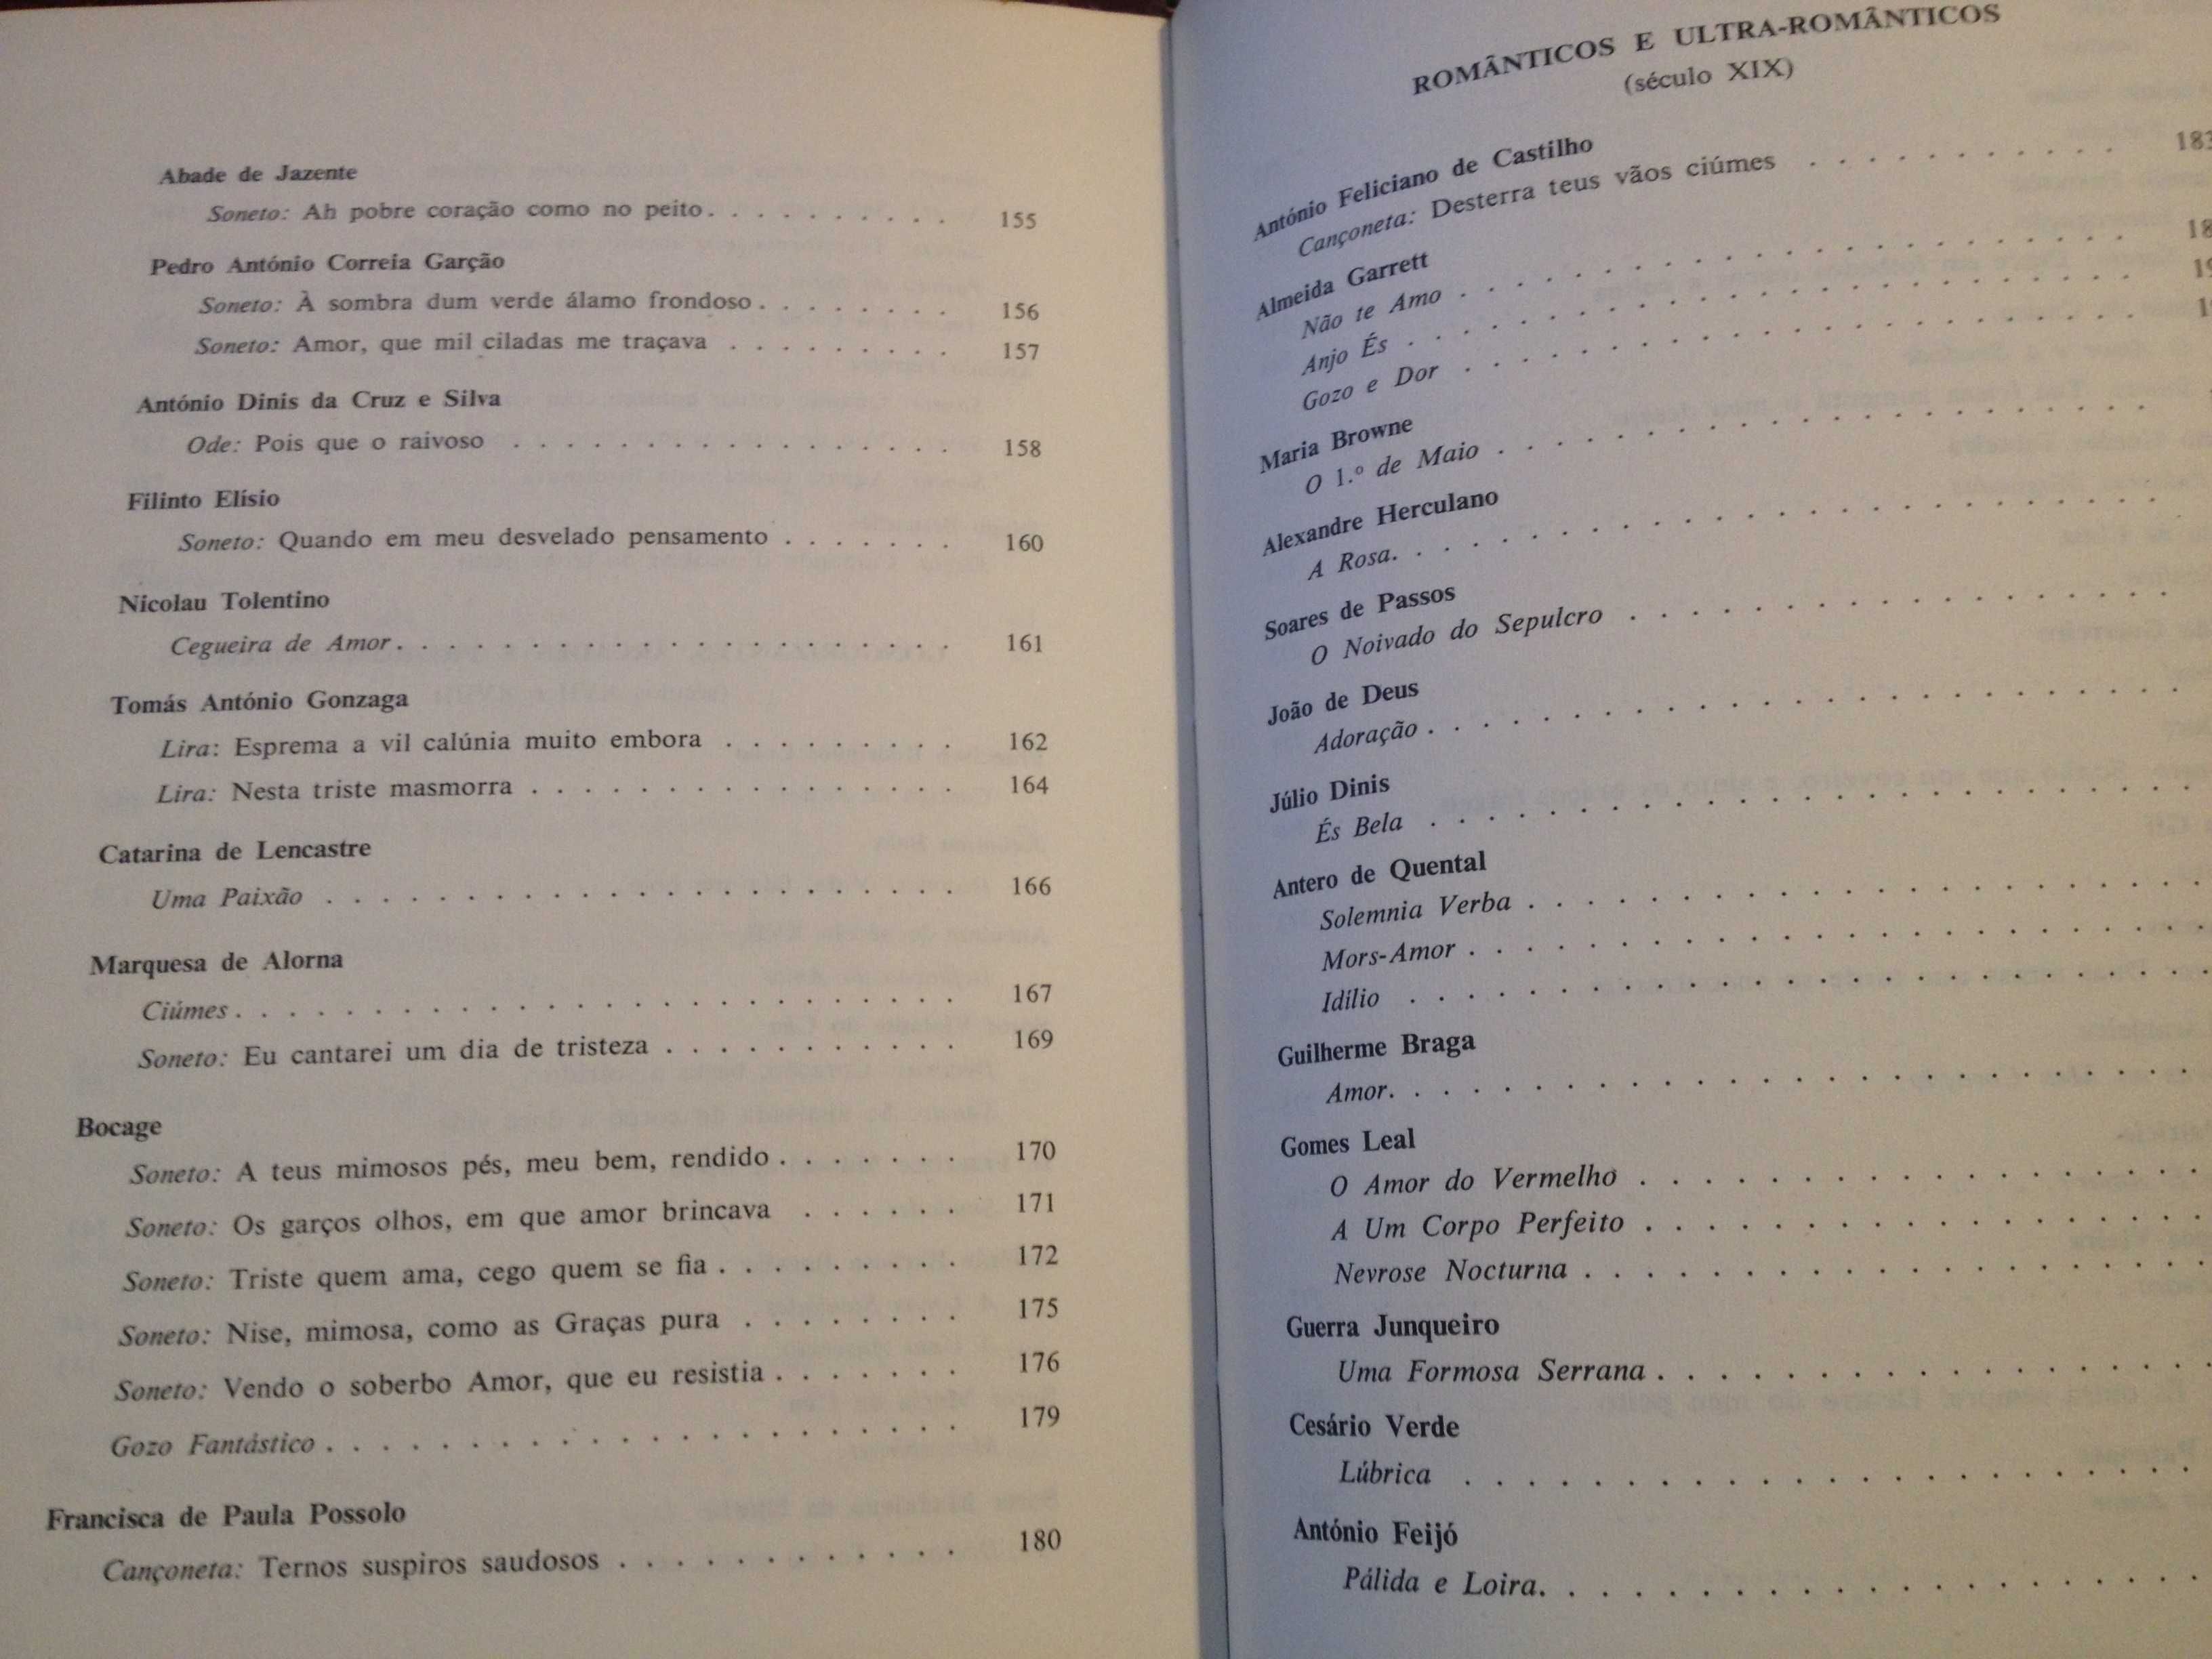 Abade de Jazente
Soneto: Ah pobre coração como no peito . . . . . . . . . . 155
Pedro António Correia Garção
Soneto: À sombra dum verde álamo frondoso . . . . . . . . 156
Soneto: Amor, que mil ciladas me traçava . . . . . . . . . 157
António Dinis da Cruz e Silva
Ode: Pois que o raivoso . . . . . . . . . . . . . . . . 158
Filinto Elísio
Soneto: Quando em meu desvelado pensamento . . . . . . . 160
Nicolau Tolentino
Cegueira de Amor . . . . . . . . . . . . . . . . . . . . 161
Tomás António Gonzaga
Lira: Esprema a vil calúnia muito embora . . . . . . . . . 162
Lira: Nesta triste masmorra . . . . . . . . . . . . . . . . 164
Catarina de Lencastre
Uma Paixão . . . . . . . . . . . . . . . . . . . . . . . 166
Marquesa de Alorna
Ciúmes . . . . . . . . . . . . . . . . . . . . . . . . . . 167
Soneto: Eu cantarei um dia de tristeza . . . . . . . . . . . 169
Bocage
Soneto: A teus mimosos pés, meu bem, rendido . . . . . . . 170
Soneto: Os garços olhos, em que amor brincava . . . . . . 171
Soneto: Triste quem ama, cego quem se fia . . . . . . . . . 172
Soneto: Nise, mimosa, como as Graças pura . . . . . . . . 175
Soneto: Vendo o soberbo Amor, que eu resistia . . . . . . . 176
Gozo Fantástico . . . . . . . . . . . . . . . . . . . . . . 179
Francisca de Paula Possolo
Cançoneta: Ternos suspiros saudosos . . . . . . . . . . . . 180
ROMÂNTICOS E ULTRA-ROMÂNTICOS
(século XIX)
António Feliciano de Castilho
Cançoneta: Desterra teus vãos ciúmes . . . . . . . . . . . 183
Almeida Garrett
Não te Amo . . . . . . . . . . . . . . . . . . . .
Anjo És . . . . . . . . . . . . . . . . . . . . . .
Gozo e Dor . . . . . . . . . . . . . . . . . . . .
Maria Browne
O 1.º de Maio . . . . . . . . . . . . . . . . . . .
Alexandre Herculano
A Rosa . . . . . . . . . . . . . . . . . . . . . .
Soares de Passos
O Noivado do Sepulcro . . . . . . . . . . . . . . .
João de Deus
Adoração . . . . . . . . . . . . . . . . . . . . .
Júlio Dinis
És Bela . . . . . . . . . . . . . . . . . . . . . .
Antero de Quental
Solemnia Verba . . . . . . . . . . . . . . . . . .
Mors-Amor . . . . . . . . . . . . . . . . . . . .
Idílio . . . . . . . . . . . . . . . . . . . . . .
Guilherme Braga
Amor . . . . . . . . . . . . . . . . . . . . . . .
Gomes Leal
O Amor do Vermelho . . . . . . . . . . . . . . .
A Um Corpo Perfeito . . . . . . . . . . . . . . .
Nevrose Nocturna . . . . . . . . . . . . . . . . .
Guerra Junqueiro
Uma Formosa Serrana . . . . . . . . . . . . . . .
Cesário Verde
Lúbrica . . . . . . . . . . . . . . . . . . . . . .
António Feijó
Pálida e Loira . . . . . . . . . . . . . . . . . . .